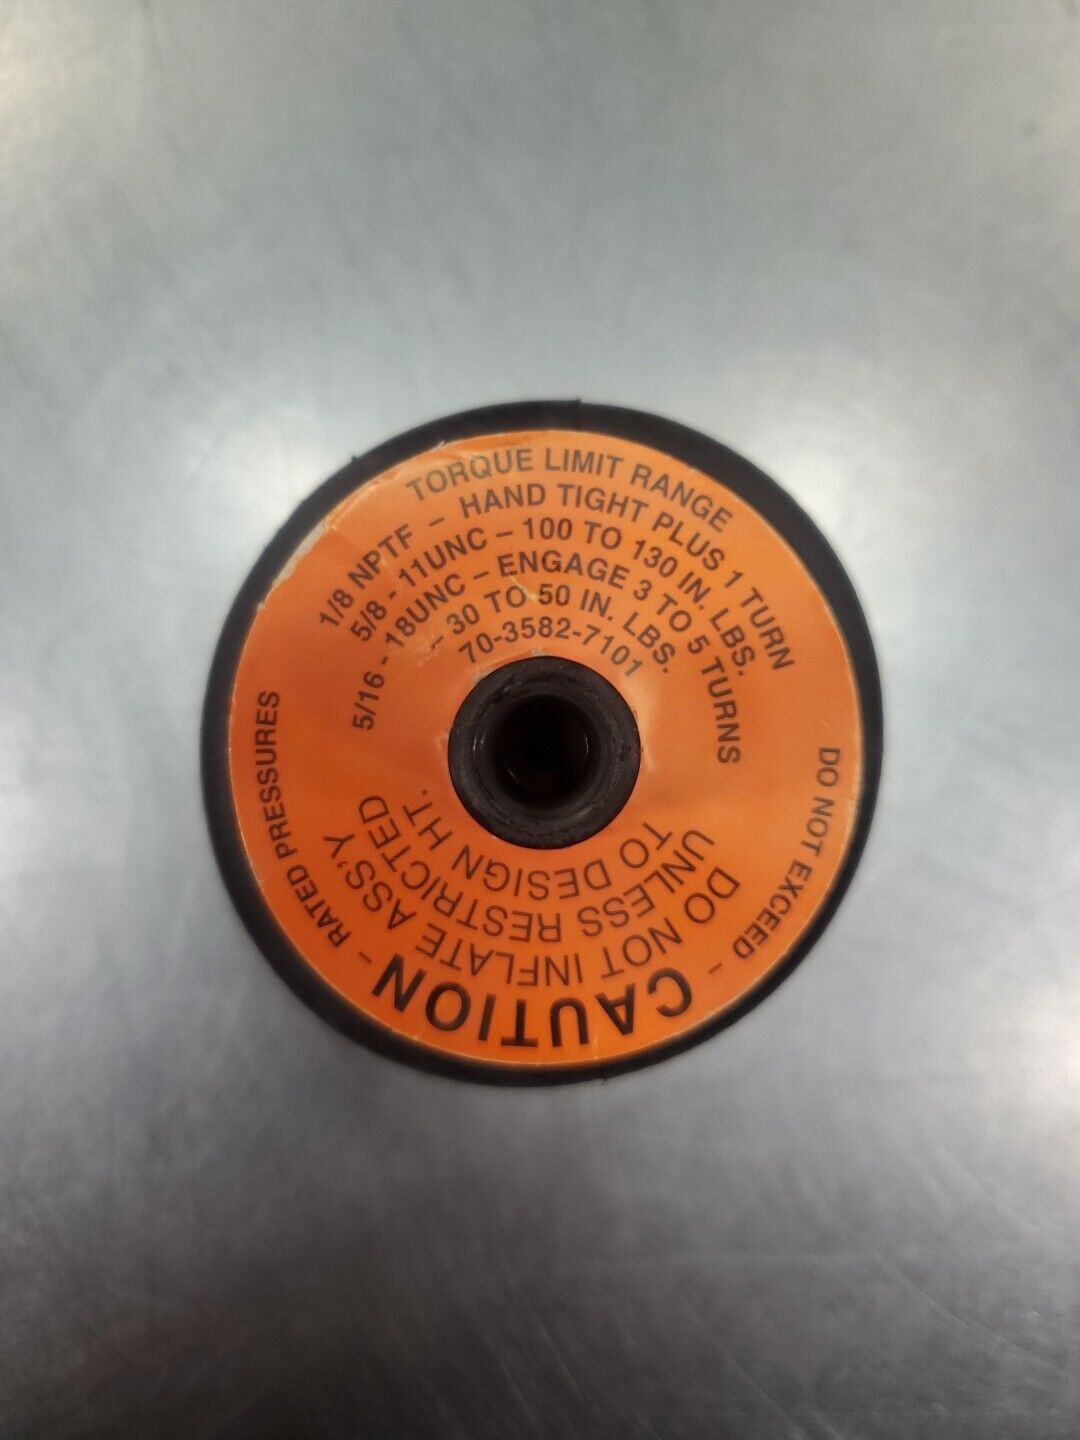 TORQUE LIMIT RANGE
1/8 NPTF – HAND TIGHT PLUS 1 TURN
5/8 - 11UNC – 100 TO 130 IN. LBS.
5/16 - 18UNC – ENGAGE 3 TO 5 TURNS
– 30 TO 50 IN. LBS.
70-3582-7101
DO NOT EXCEED – CAUTION – RATED PRESSURES
DO NOT INFLATE ASS'Y
UNLESS RESTRICTED
TO DESIGN HT.